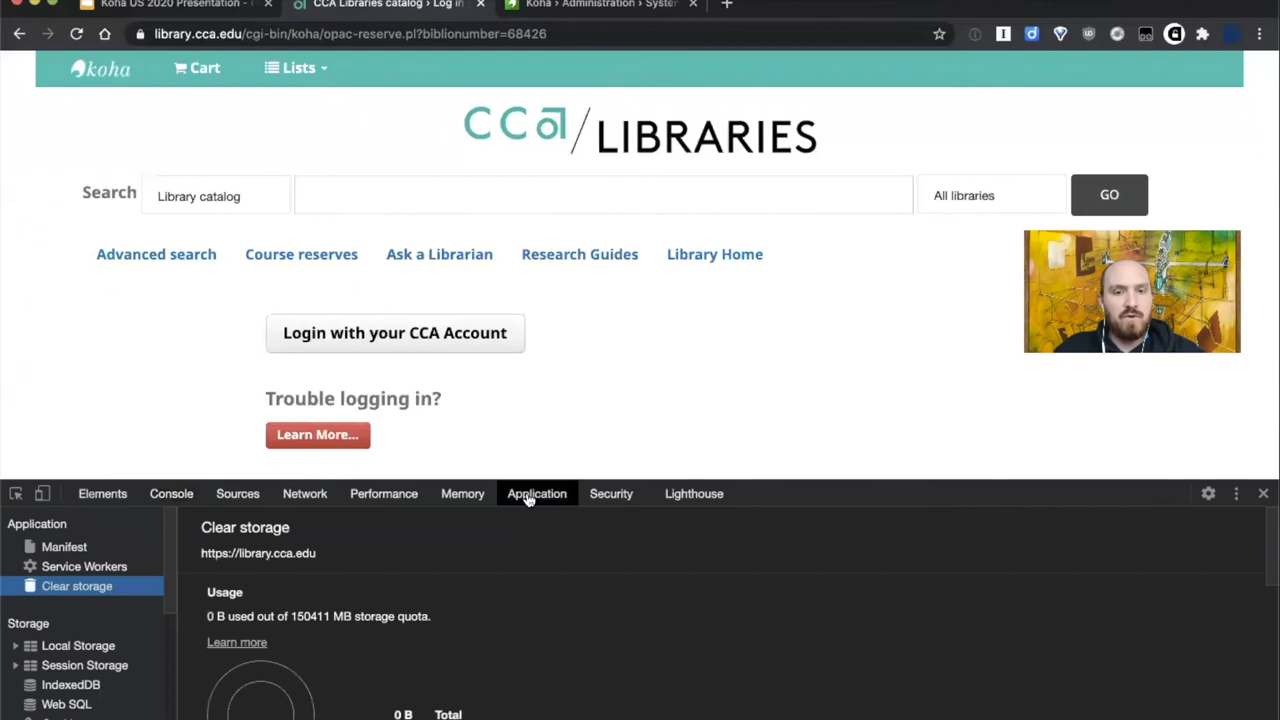 Koha US 2020 Presentation -
CCA Libraries catalog › Log in
Koha › Administration › System
library.cca.edu/cgi-bin/koha/opac-reserve.pl?biblionumber=68426
koha
Cart
Lists
CCa/LIBRARIES
Search
Library catalog
All libraries
GO
Advanced search
Course reserves
Ask a Librarian
Research Guides
Library Home
Login with your CCA Account
Trouble logging in?
Learn More...
Elements
Console
Sources
Network
Performance
Memory
Application
Security
Lighthouse
Application
Manifest
Service Workers
Clear storage
Storage
Local Storage
Session Storage
IndexedDB
Web SQL
Clear storage
https://library.cca.edu
Usage
0 B used out of 150411 MB storage quota.
Learn more
0 B Total